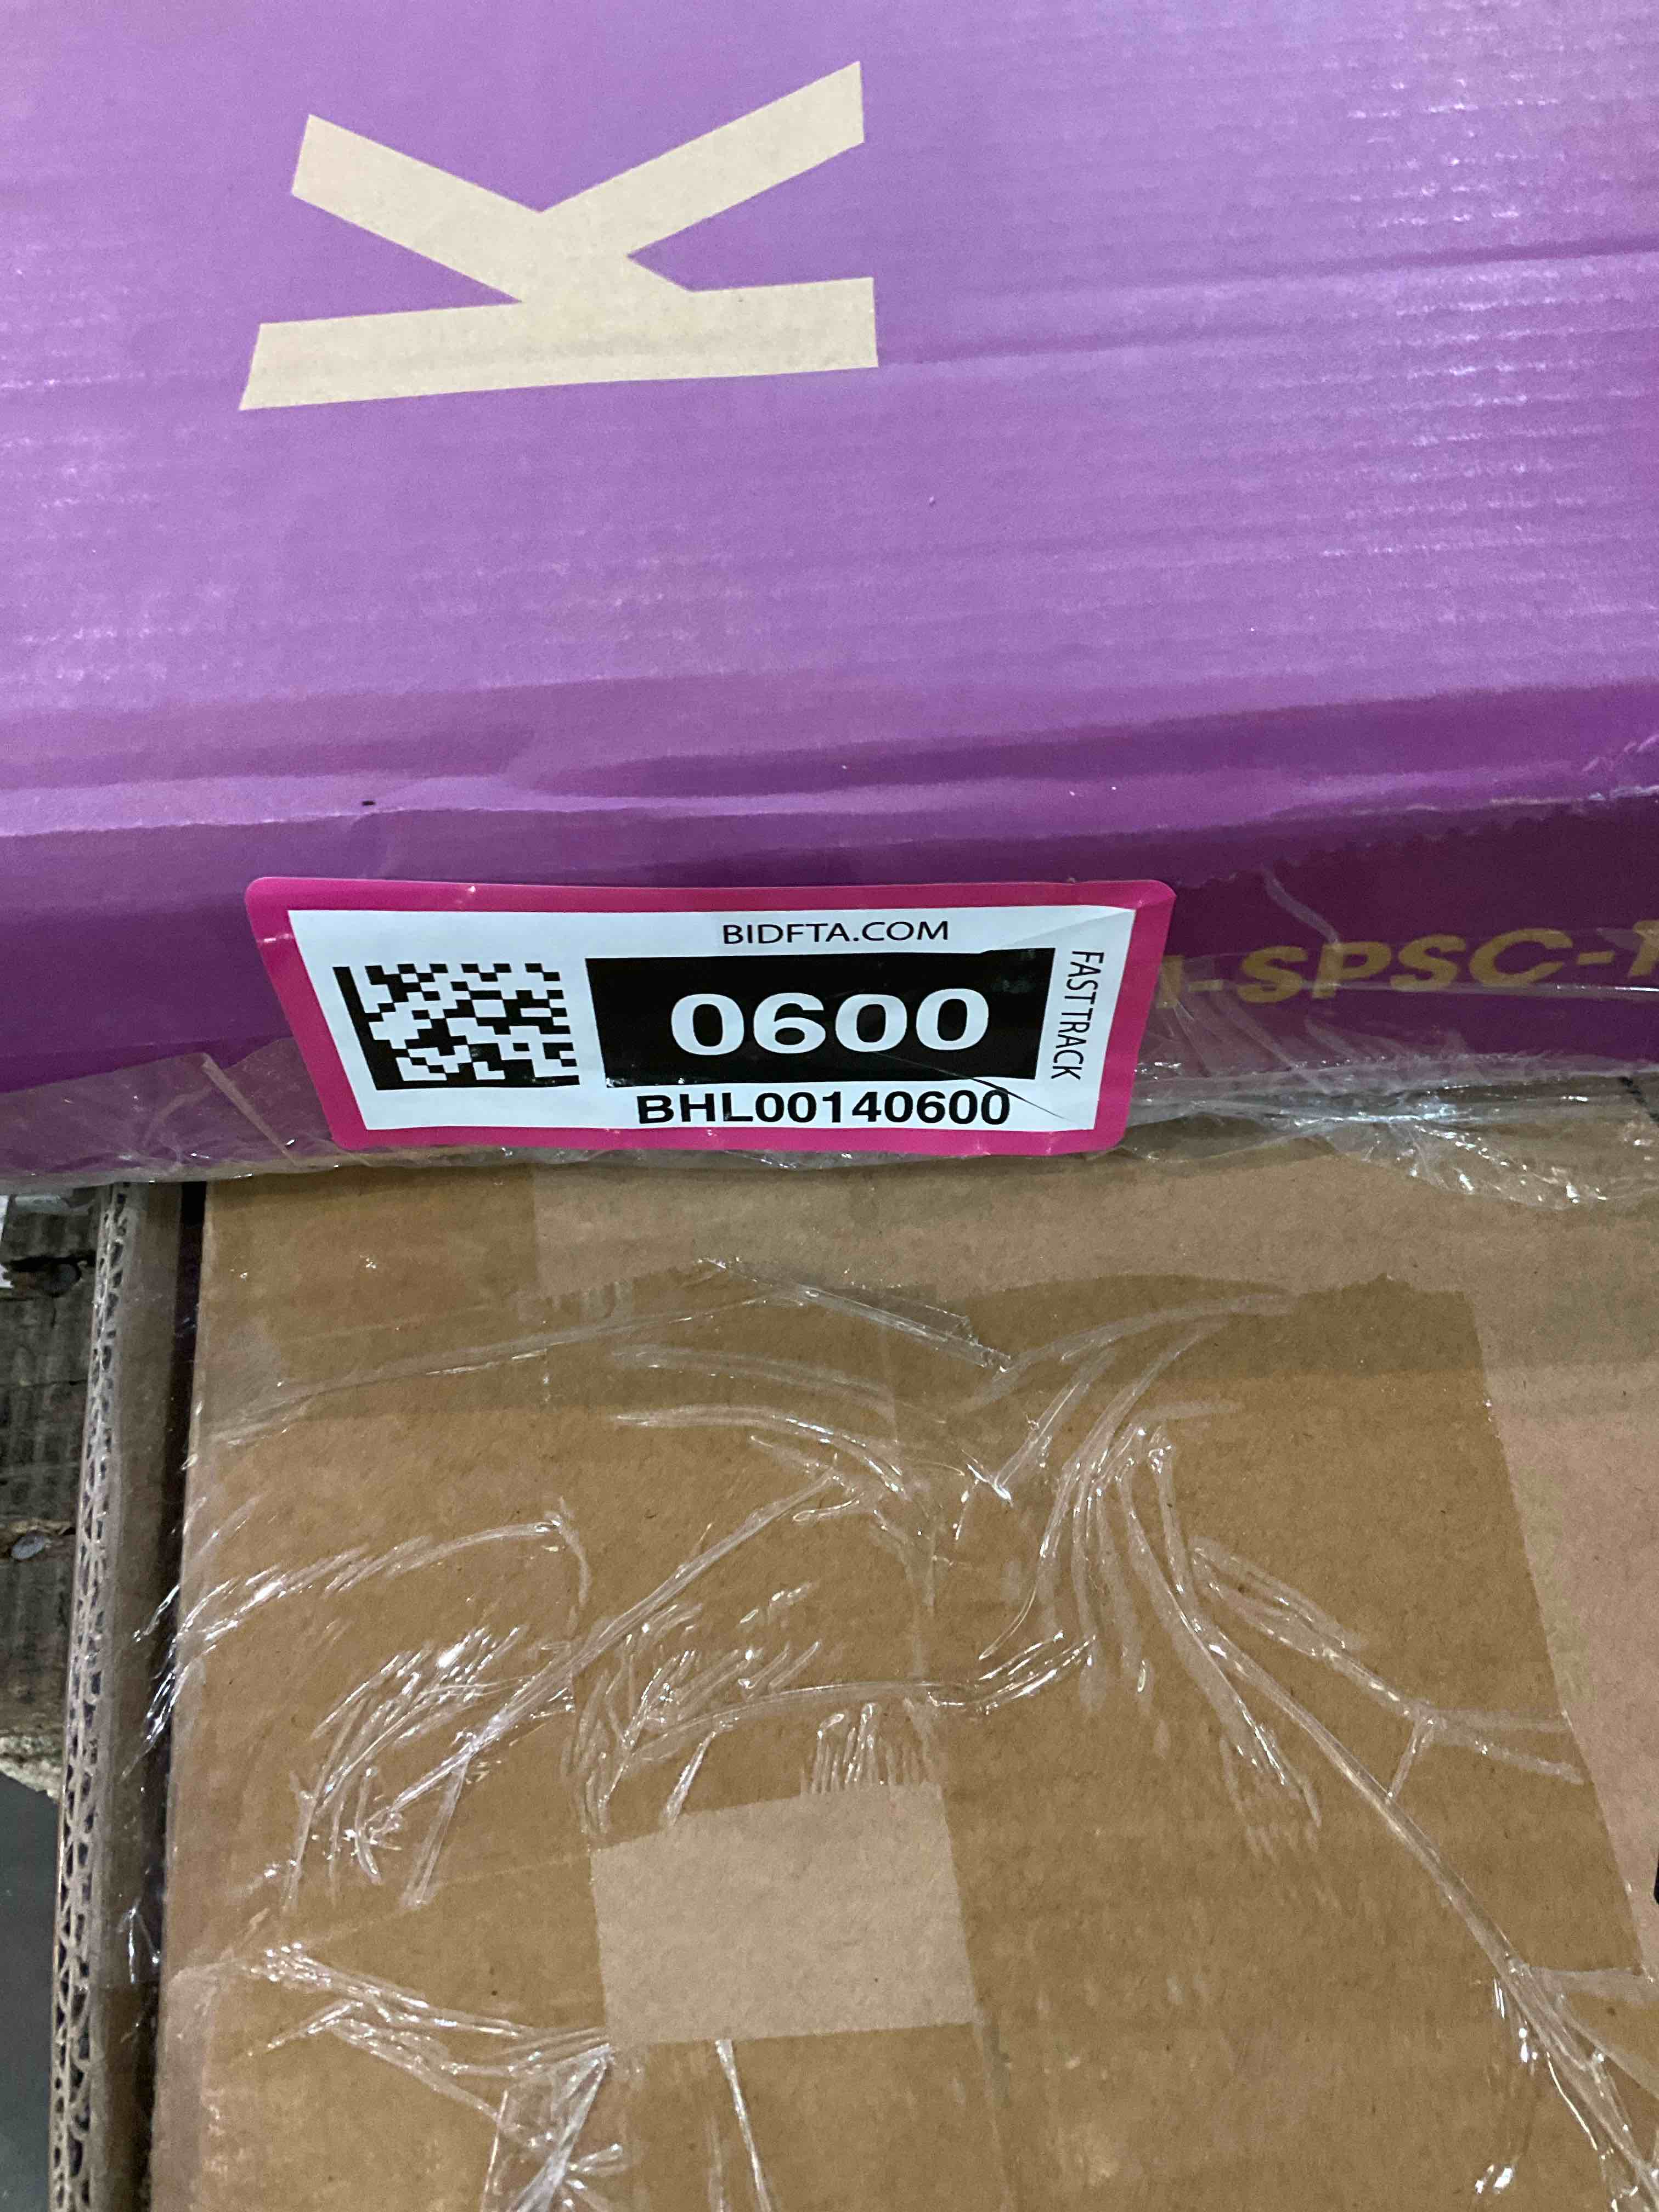 K
BIDFTA.COM
0600
FAST TRACK
BHL00140600
-SPSC-